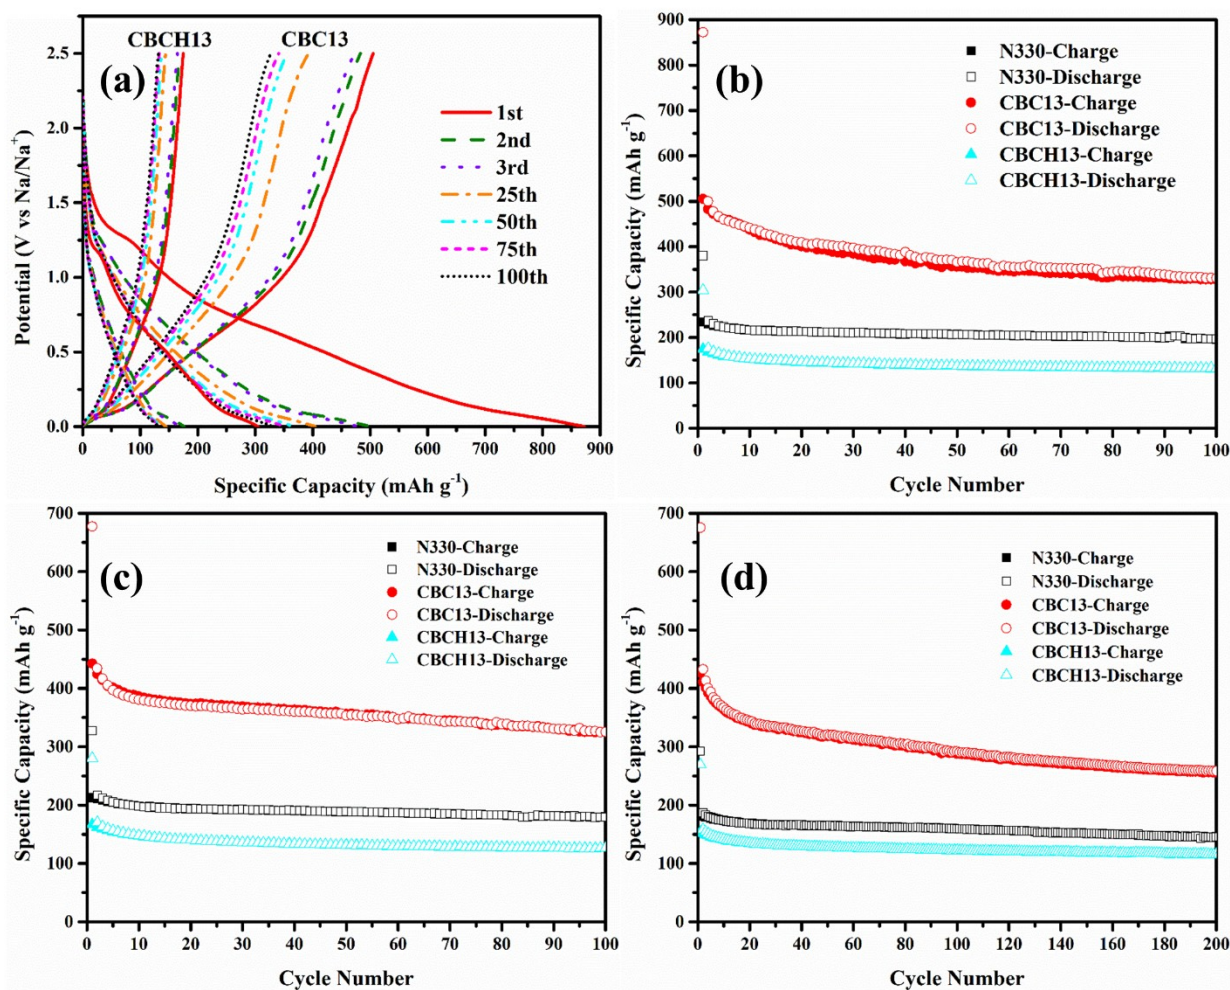 CBCH13 CBC13
(a)
1st
2nd
3rd
25th
50th
75th
100th
2.5
2.0
1.5
1.0
0.5
0.0
0 100 200 300 400 500 600 700 800 900
Potential (V vs Na/Na⁺)
Specific Capacity (mAh g⁻¹)
(b)
N330-Charge
N330-Discharge
CBC13-Charge
CBC13-Discharge
CBCH13-Charge
CBCH13-Discharge
900
800
700
600
500
400
300
200
100
0
0 10 20 30 40 50 60 70 80 90 100
Specific Capacity (mAh g⁻¹)
Cycle Number
(c)
N330-Charge
N330-Discharge
CBC13-Charge
CBC13-Discharge
CBCH13-Charge
CBCH13-Discharge
700
600
500
400
300
200
100
0
0 10 20 30 40 50 60 70 80 90 100
Specific Capacity (mAh g⁻¹)
Cycle Number
(d)
N330-Charge
N330-Discharge
CBC13-Charge
CBC13-Discharge
CBCH13-Charge
CBCH13-Discharge
700
600
500
400
300
200
100
0
0 20 40 60 80 100 120 140 160 180 200
Specific Capacity (mAh g⁻¹)
Cycle Number